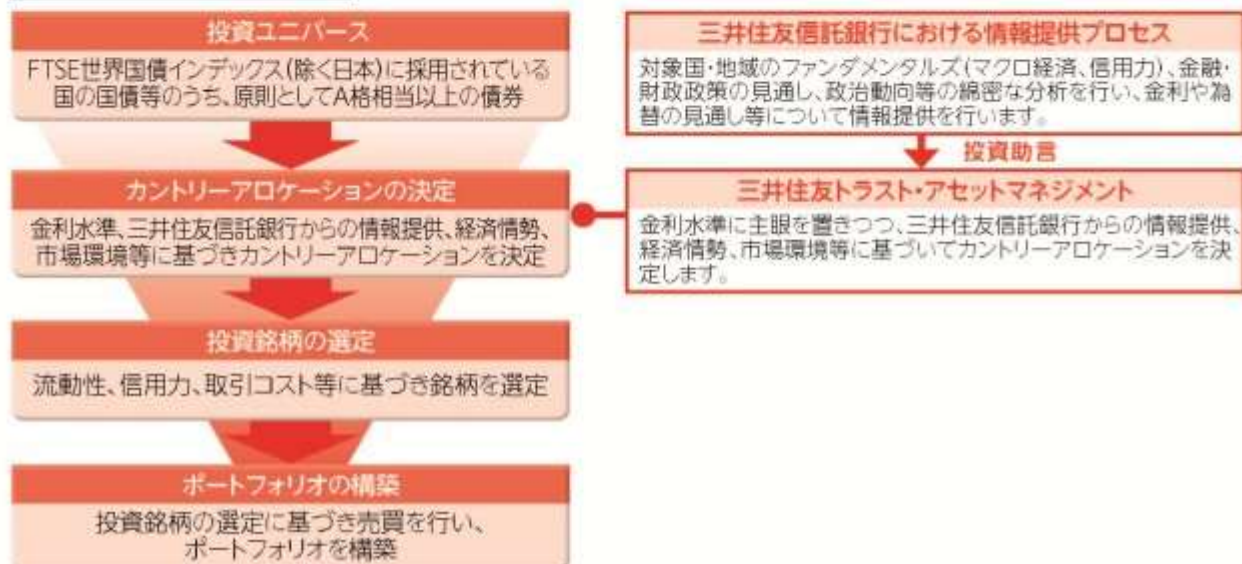 投資ユニバース
FTSE世界国債インデックス(除く日本)に採用されている
国の国債等のうち、原則としてA格相当以上の債券
カントリーアロケーションの決定
金利水準、三井住友信託銀行からの情報提供、経済情勢、
市場環境等に基づきカントリーアロケーションを決定
投資銘柄の選定
流動性、信用力、取引コスト等に基づき銘柄を選定
ポートフォリオの構築
投資銘柄の選定に基づき売買を行い、
ポートフォリオを構築
三井住友信託銀行における情報提供プロセス
対象国・地域のファンダメンタルズ(マクロ経済、信用力)、金融・
財政政策の見通し、政治動向等の綿密な分析を行い、金利や為
替の見通し等について情報提供を行います。
投資助言
三井住友トラスト・アセットマネジメント
金利水準に主眼を置きつつ、三井住友信託銀行からの情報提供、
経済情勢、市場環境等に基づいてカントリーアロケーションを決
定します。